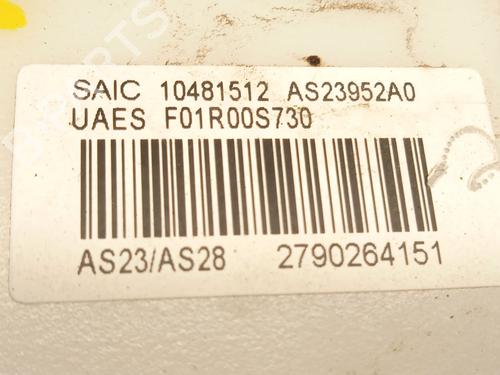 SAIC 10481512 AS23952A0
UAES F01R00S730
AS23/AS28 2790264151